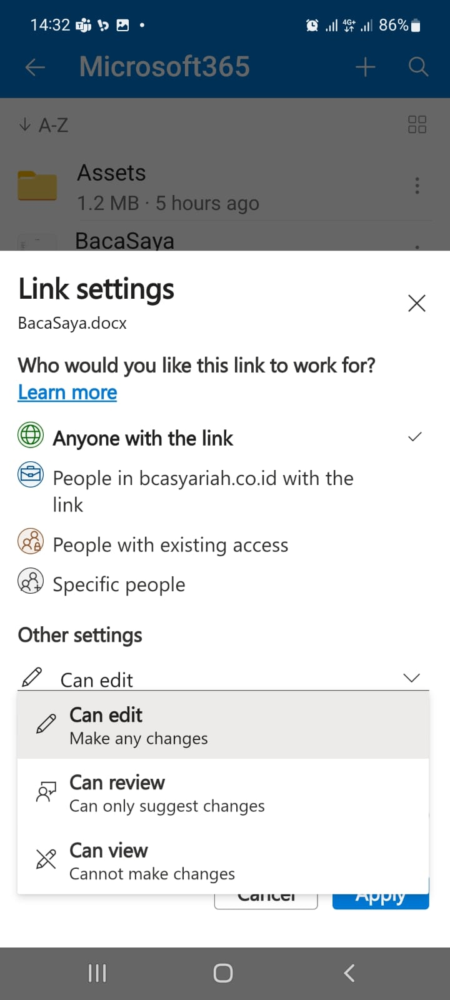 14:32
4G+
86%
Microsoft365
A-Z
Assets
1.2 MB · 5 hours ago
BacaSaya
Link settings
BacaSaya.docx
Who would you like this link to work for?
Learn more
Anyone with the link
People in bcasyariah.co.id with the
link
People with existing access
Specific people
Other settings
Can edit
Can edit
Make any changes
Can review
Can only suggest changes
Can view
Cannot make changes
Cancel
Apply